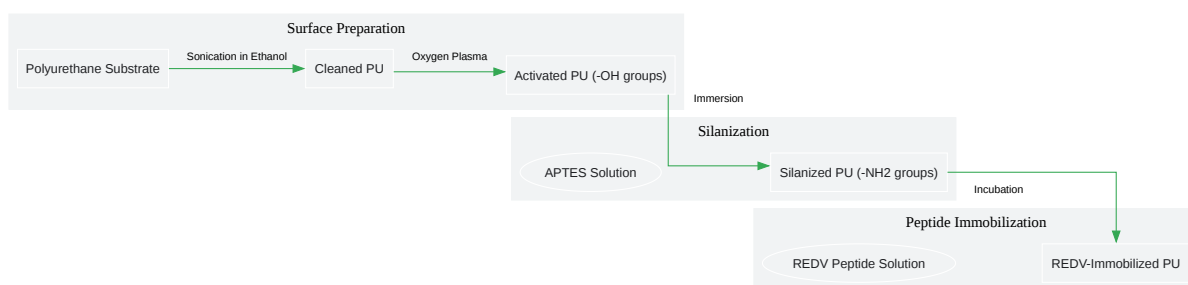 Surface Preparation
Polyurethane Substrate
Sonication in Ethanol
Cleaned PU
Oxygen Plasma
Activated PU (-OH groups)
Immersion
Silanization
APTES Solution
Silanized PU (-NH2 groups)
Incubation
Peptide Immobilization
REDV Peptide Solution
REDV-Immobilized PU